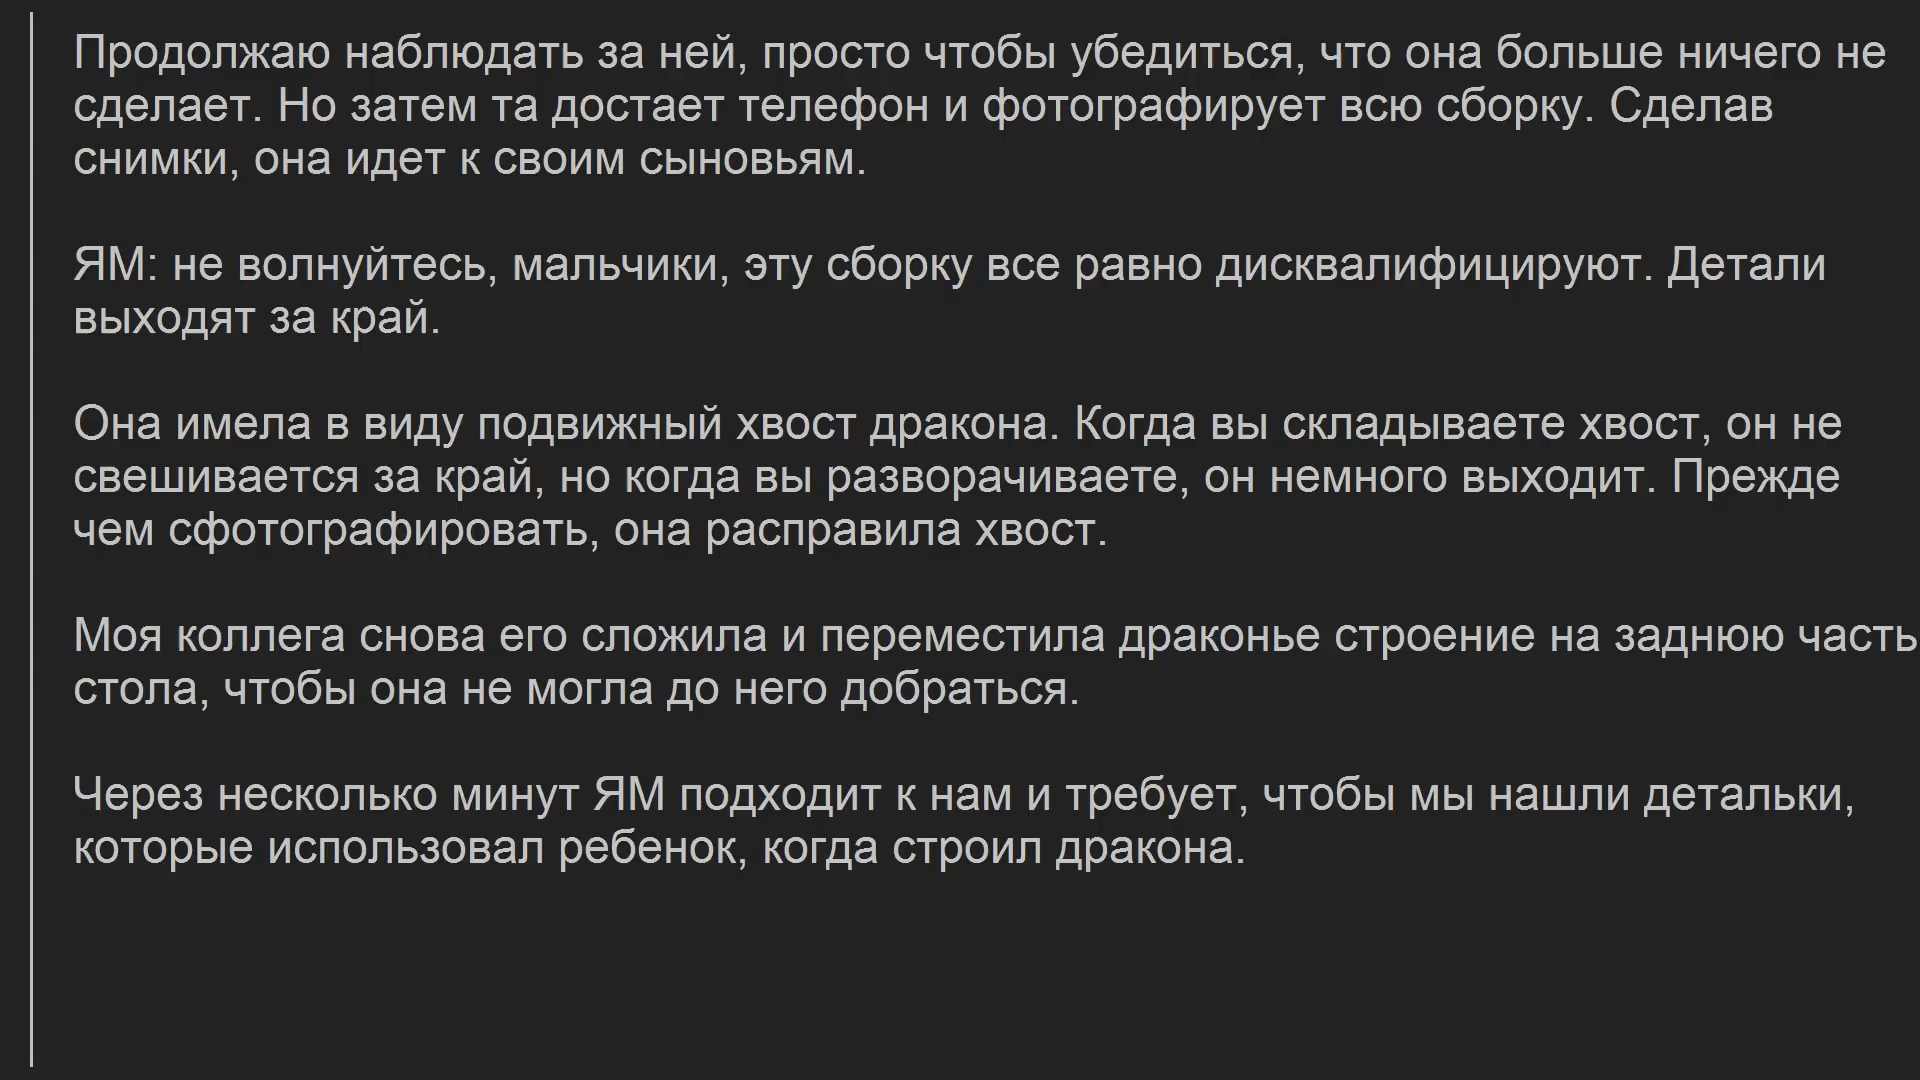 Продолжаю наблюдать за ней, просто чтобы убедиться, что она больше ничего не
сделает. Но затем та достает телефон и фотографирует всю сборку. Сделав
снимки, она идет к своим сыновьям.
ЯМ: не волнуйтесь, мальчики, эту сборку все равно дисквалифицируют. Детали
выходят за край.
Она имела в виду подвижный хвост дракона. Когда вы складываете хвост, он не
свешивается за край, но когда вы разворачиваете, он немного выходит. Прежде
чем сфотографировать, она расправила хвост.
Моя коллега снова его сложила и переместила драконье строение на заднюю часть
стола, чтобы она не могла до него добраться.
Через несколько минут ЯМ подходит к нам и требует, чтобы мы нашли детальки,
которые использовал ребенок, когда строил дракона.